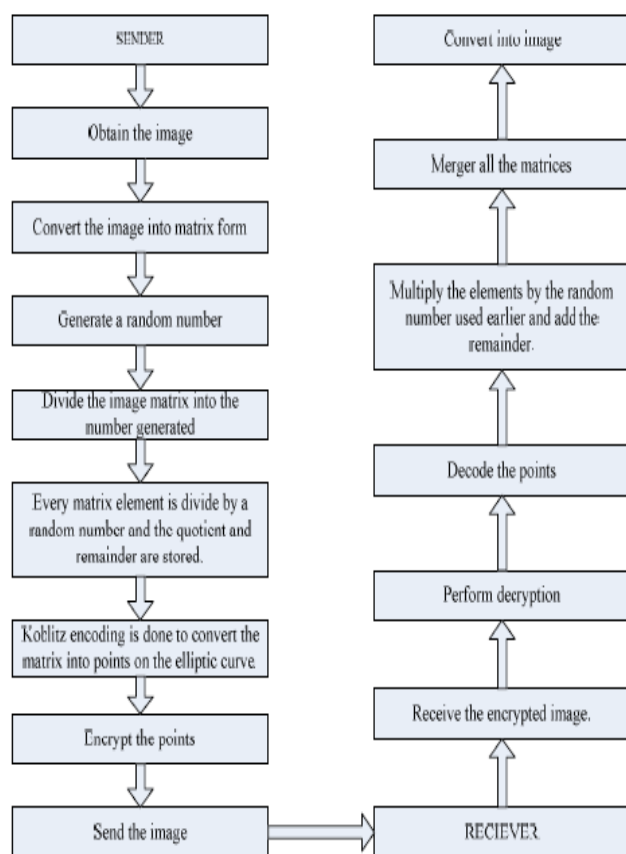 SENDER
Obtain the image
Convert the image into matrix form
Generate a random number
Divide the image matrix into the
number generated
Every matrix element is divide by a
random number and the quotient and
remainder are stored.
Koblitz encoding is done to convert the
matrix into points on the elliptic curve.
Encrypt the points
Send the image
RECIEVER
Receive the encrypted image.
Perform decryption
Decode the points
Multiply the elements by the random
number used earlier and add the
remainder.
Merger all the matrices
Convert into image